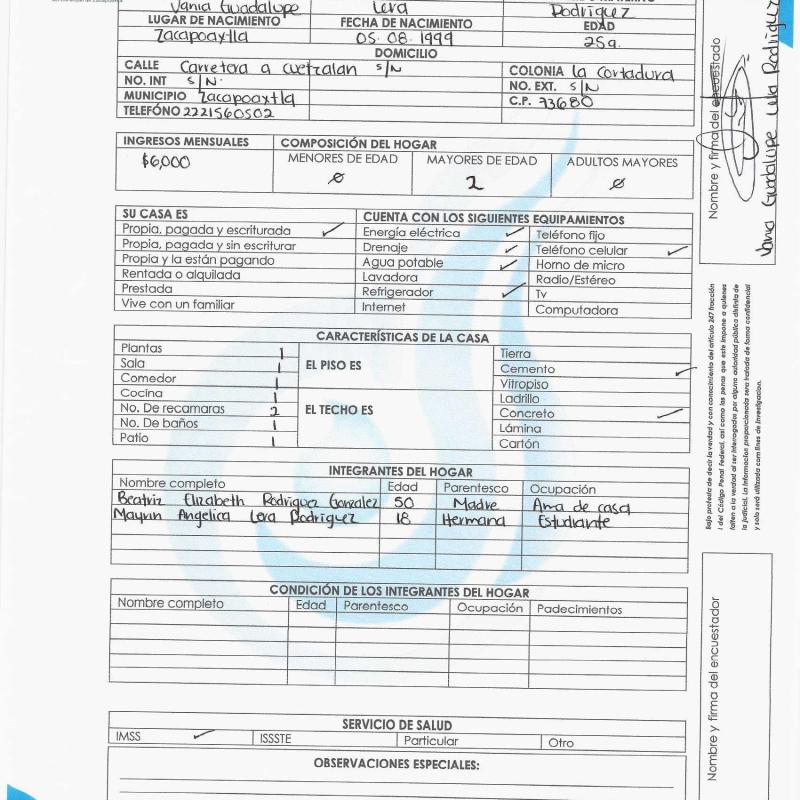 Vania Guadalupe Lera Rodriguez
LUGAR DE NACIMIENTO FECHA DE NACIMIENTO EDAD
Zacapoaxtla 05. 08. 1999 25a.
DOMICILIO
CALLE Carretera a cuetzalan S/N COLONIA la cortadura
NO. INT S/N. NO. EXT. S/N
MUNICIPIO Zacapoaxtla C.P. 73680
TELEFÓNO 2221560502
INGRESOS MENSUALES COMPOSICIÓN DEL HOGAR
$6,000 MENORES DE EDAD MAYORES DE EDAD ADULTOS MAYORES
Ø 2 Ø
SU CASA ES CUENTA CON LOS SIGUIENTES EQUIPAMIENTOS
Propia, pagada y escriturada ✓ Energía eléctrica ✓ Teléfono fijo
Propia, pagada y sin escriturar Drenaje ✓ Teléfono celular ✓
Propia y la están pagando Agua potable ✓ Horno de micro
Rentada o alquilada Lavadora Radio/Estéreo
Prestada Refrigerador ✓ Tv
Vive con un familiar Internet Computadora
CARACTERÍSTICAS DE LA CASA
Plantas 1 Tierra
Sala 1 EL PISO ES Cemento ✓
Comedor 1 Vitropiso
Cocina 1 Ladrillo
No. De recamaras 2 EL TECHO ES Concreto ✓
No. De baños 1 Lámina
Patio 1 Cartón
INTEGRANTES DEL HOGAR
Nombre completo Edad Parentesco Ocupación
Beatriz Elizabeth Rodriguez Gonzalez 50 Madre Ama de casa
Mayrin Angelica Lera Rodriguez 18 Hermana Estudiante
CONDICIÓN DE LOS INTEGRANTES DEL HOGAR
Nombre completo Edad Parentesco Ocupación Padecimientos
SERVICIO DE SALUD
IMSS ✓ ISSSTE Particular Otro
OBSERVACIONES ESPECIALES:
Nombre y firma del encuestado
Vania Guadalupe Lera Rodriguez
Bajo protesta de decir la verdad y con conocimiento del artículo 247 fracción
I del Código Penal Federal, así como las penas que este impone a quienes
falten a la verdad al ser interrogados por alguna autoridad pública distinta de
la judicial. La información proporcionada será tratada de forma confidencial
y solo será utilizada con fines de investigación.
Nombre y firma del encuestador